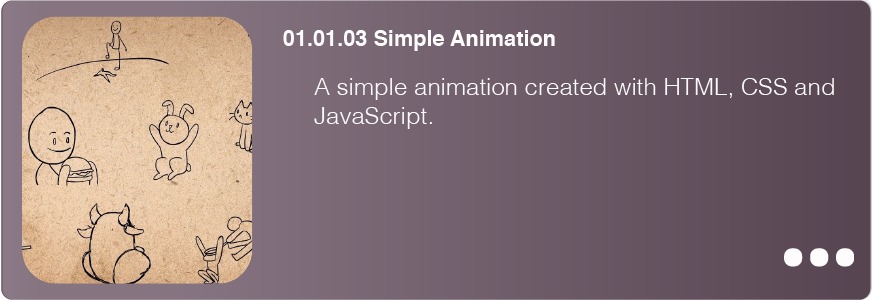 01.01.03 Simple Animation
A simple animation created with HTML, CSS and
JavaScript.